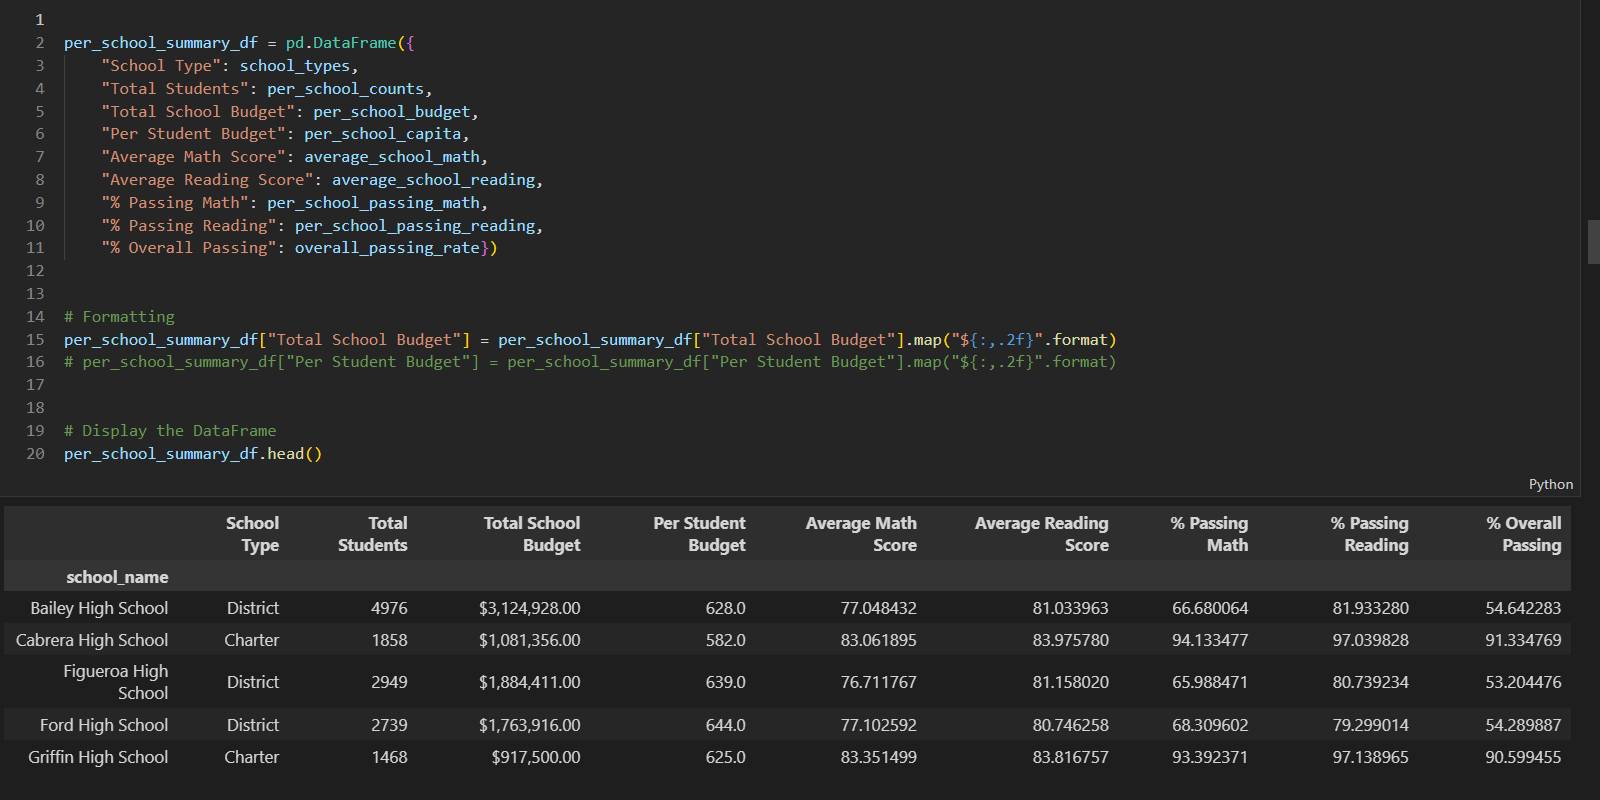 1
2 per_school_summary_df = pd.DataFrame({
3     "School Type": school_types,
4     "Total Students": per_school_counts,
5     "Total School Budget": per_school_budget,
6     "Per Student Budget": per_school_capita,
7     "Average Math Score": average_school_math,
8     "Average Reading Score": average_school_reading,
9     "% Passing Math": per_school_passing_math,
10     "% Passing Reading": per_school_passing_reading,
11     "% Overall Passing": overall_passing_rate})
12
13
14 # Formatting
15 per_school_summary_df["Total School Budget"] = per_school_summary_df["Total School Budget"].map("${:,.2f}".format)
16 # per_school_summary_df["Per Student Budget"] = per_school_summary_df["Per Student Budget"].map("${:,.2f}".format)
17
18
19 # Display the DataFrame
20 per_school_summary_df.head()
Python
School Total Total School Per Student Average Math Average Reading % Passing % Passing % Overall
Type Students Budget Budget Score Score Math Reading Passing
school_name
Bailey High School District 4976 $3,124,928.00 628.0 77.048432 81.033963 66.680064 81.933280 54.642283
Cabrera High School Charter 1858 $1,081,356.00 582.0 83.061895 83.975780 94.133477 97.039828 91.334769
Figueroa High
School District 2949 $1,884,411.00 639.0 76.711767 81.158020 65.988471 80.739234 53.204476
Ford High School District 2739 $1,763,916.00 644.0 77.102592 80.746258 68.309602 79.299014 54.289887
Griffin High School Charter 1468 $917,500.00 625.0 83.351499 83.816757 93.392371 97.138965 90.599455